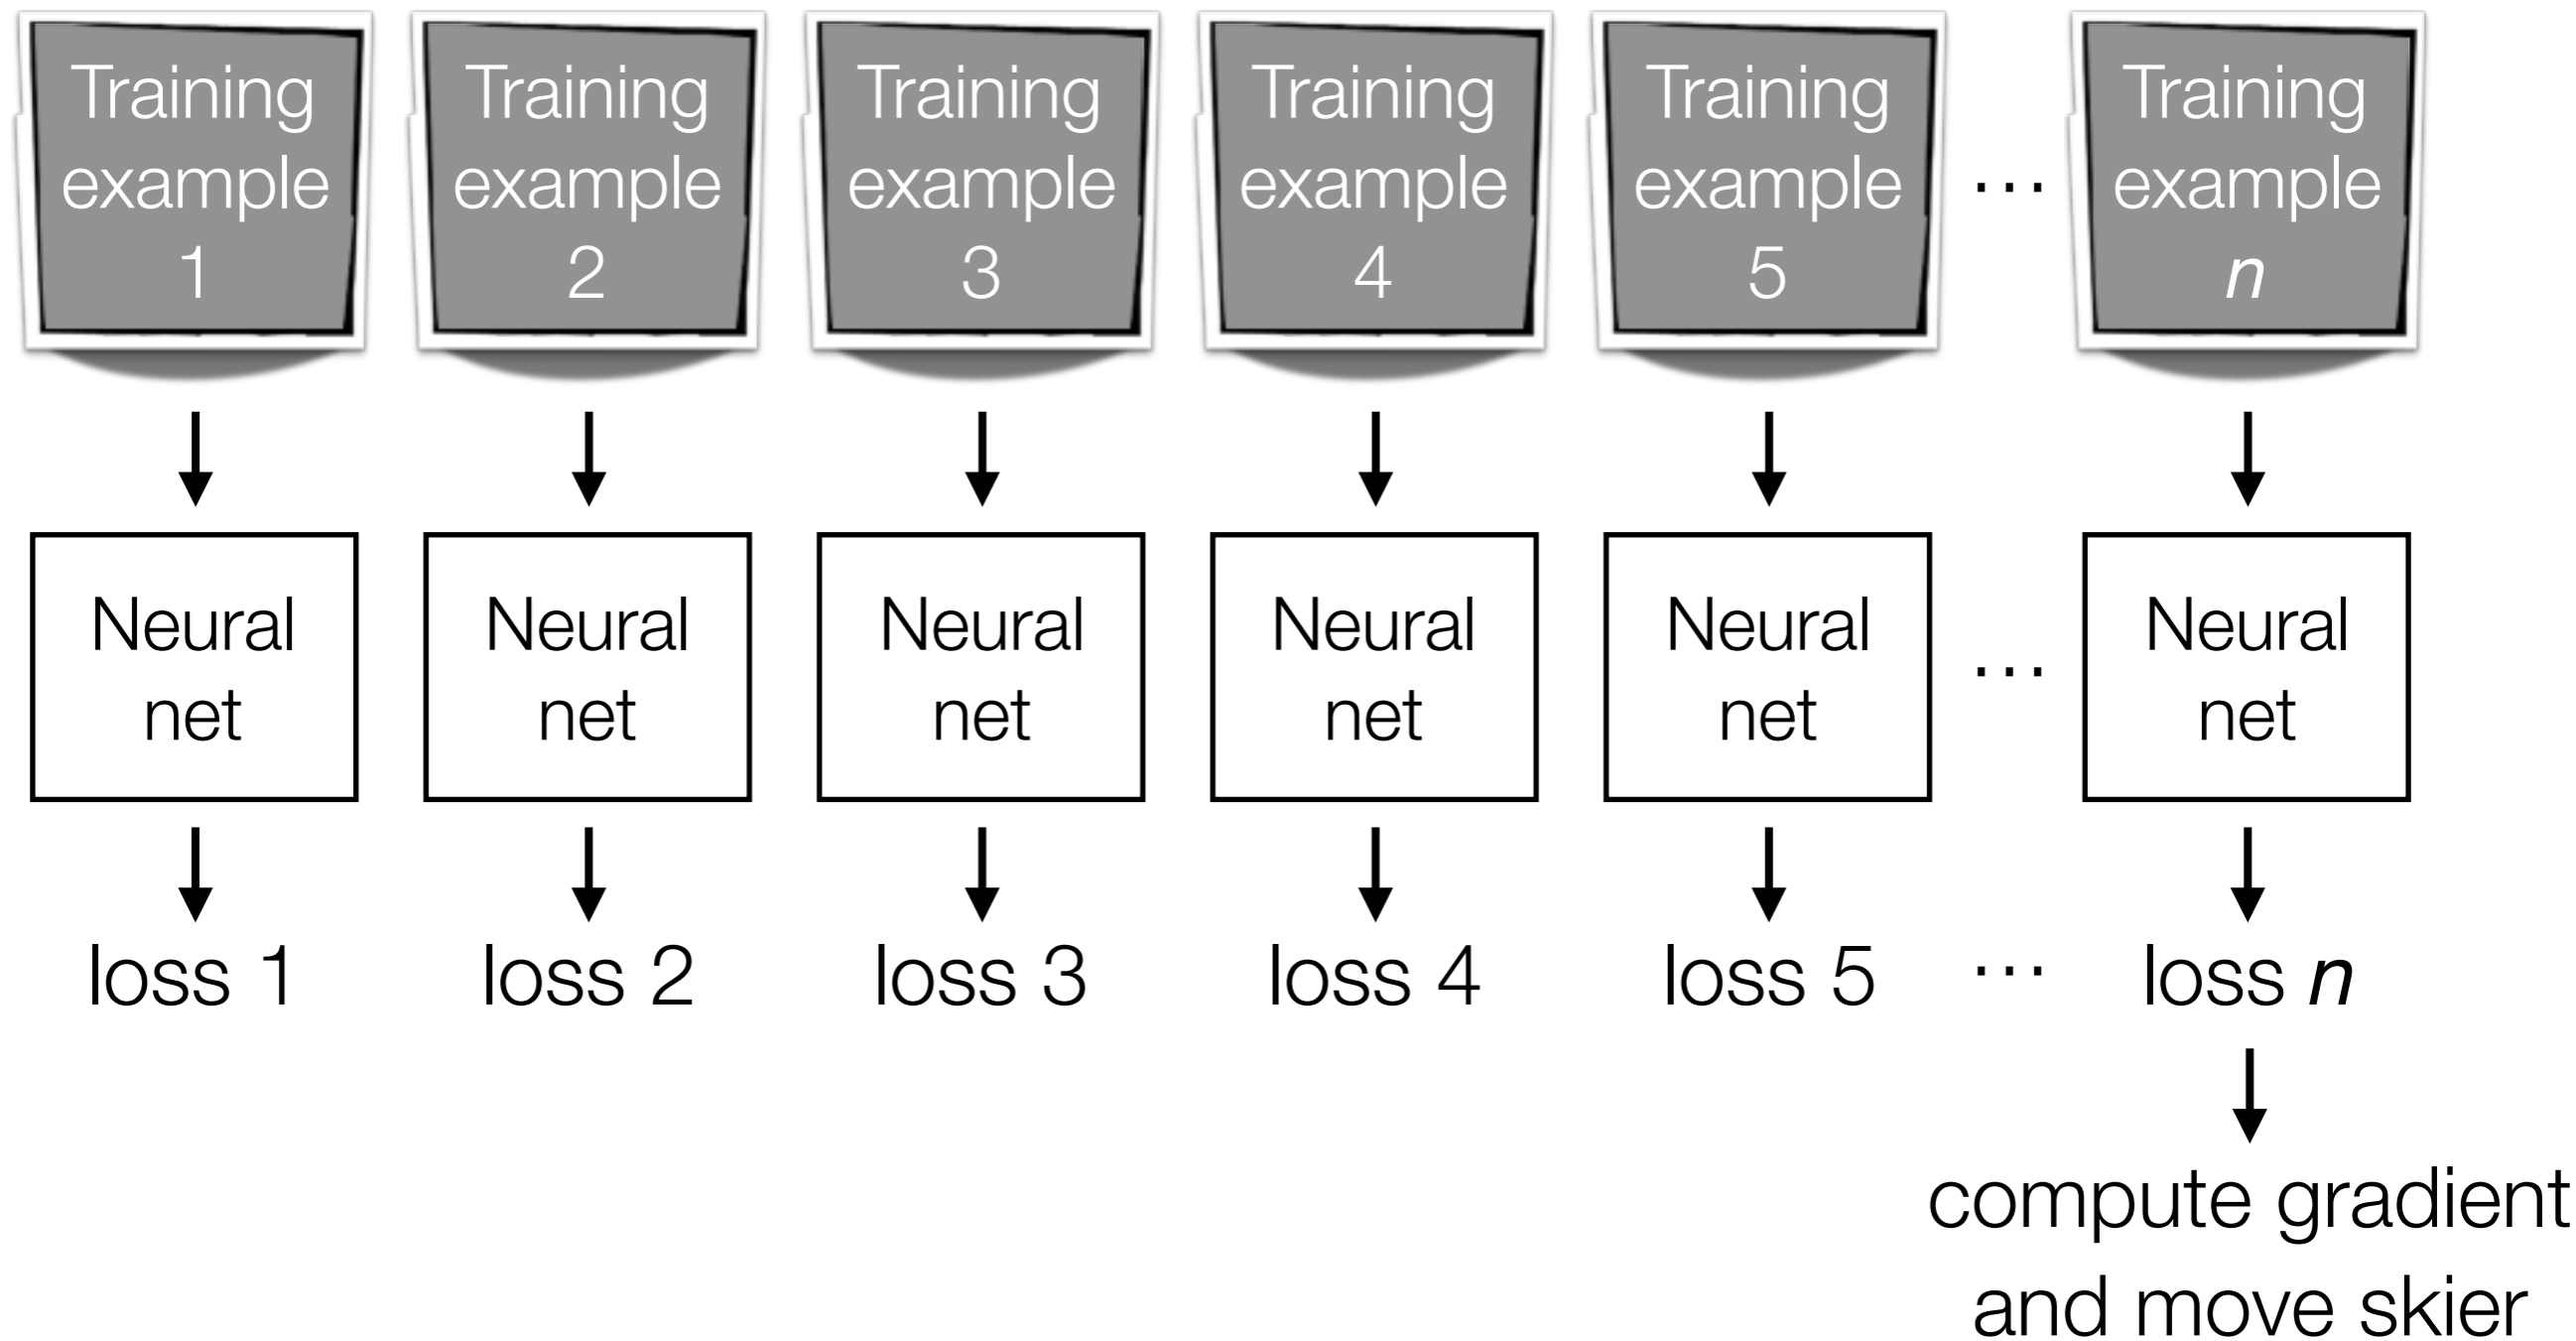 Training
example
1
Training
example
2
Training
example
3
Training
example
4
Training
example
5
...
Training
example
n
Neural
net
Neural
net
Neural
net
Neural
net
Neural
net
...
Neural
net
loss 1
loss 2
loss 3
loss 4
loss 5
...
loss n
compute gradient
and move skier